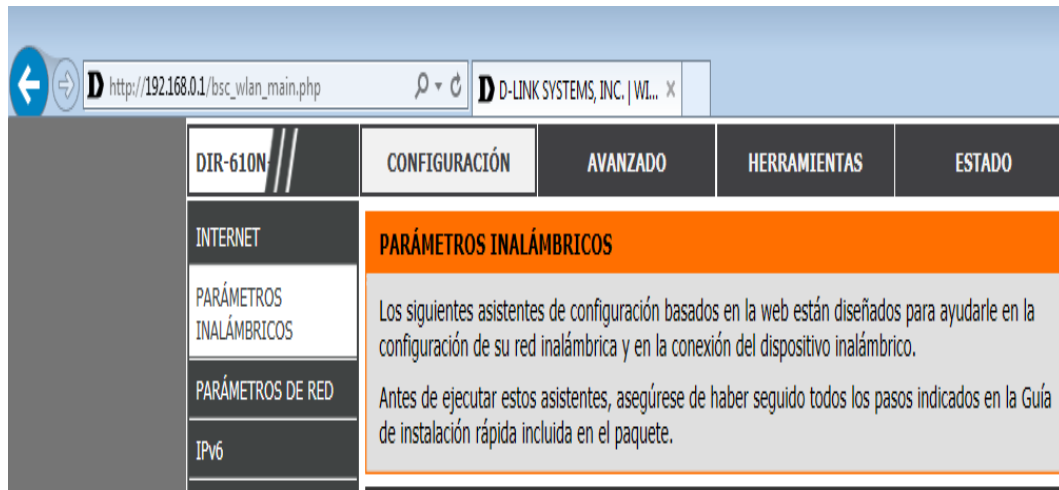 http://192.168.0.1/bsc_wlan_main.php
D-LINK SYSTEMS, INC. | WI...
DIR-610N
CONFIGURACIÓN
AVANZADO
HERRAMIENTAS
ESTADO
INTERNET
PARÁMETROS
INALÁMBRICOS
PARÁMETROS DE RED
IPv6
PARÁMETROS INALÁMBRICOS
Los siguientes asistentes de configuración basados en la web están diseñados para ayudarle en la
configuración de su red inalámbrica y en la conexión del dispositivo inalámbrico.
Antes de ejecutar estos asistentes, asegúrese de haber seguido todos los pasos indicados en la Guía
de instalación rápida incluida en el paquete.